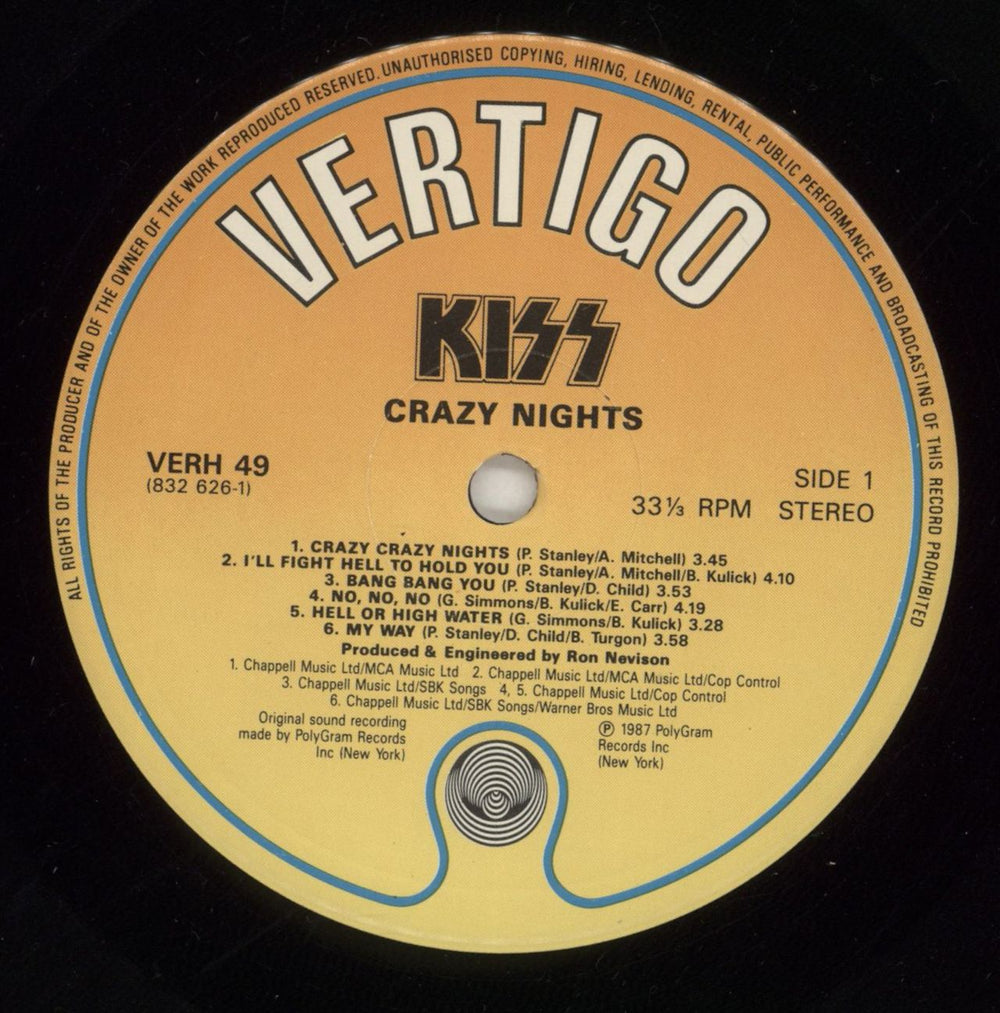 ALL RIGHTS OF THE PRODUCER AND OF THE OWNER OF THE WORK REPRODUCED RESERVED. UNAUTHORISED COPYING, HIRING, LENDING, RENTAL, PUBLIC PERFORMANCE AND BROADCASTING OF THIS RECORD PROHIBITED
VERTIGO
KISS
CRAZY NIGHTS
VERH 49
(832 626-1)
SIDE 1
33⅓ RPM STEREO
1. CRAZY CRAZY NIGHTS (P. Stanley/A. Mitchell) 3.45
2. I'LL FIGHT HELL TO HOLD YOU (P. Stanley/A. Mitchell/B. Kulick) 4.10
3. BANG BANG YOU (P. Stanley/D. Child) 3.53
4. NO, NO, NO (G. Simmons/B. Kulick/E. Carr) 4.19
5. HELL OR HIGH WATER (G. Simmons/B. Kulick) 3.28
6. MY WAY (P. Stanley/D. Child/B. Turgon) 3.58
Produced & Engineered by Ron Nevison
1. Chappell Music Ltd/MCA Music Ltd 2. Chappell Music Ltd/MCA Music Ltd/Cop Control
3. Chappell Music Ltd/SBK Songs 4, 5. Chappell Music Ltd/Cop Control
6. Chappell Music Ltd/SBK Songs/Warner Bros Music Ltd
Original sound recording
made by PolyGram Records
Inc (New York)
℗ 1987 PolyGram
Records Inc
(New York)